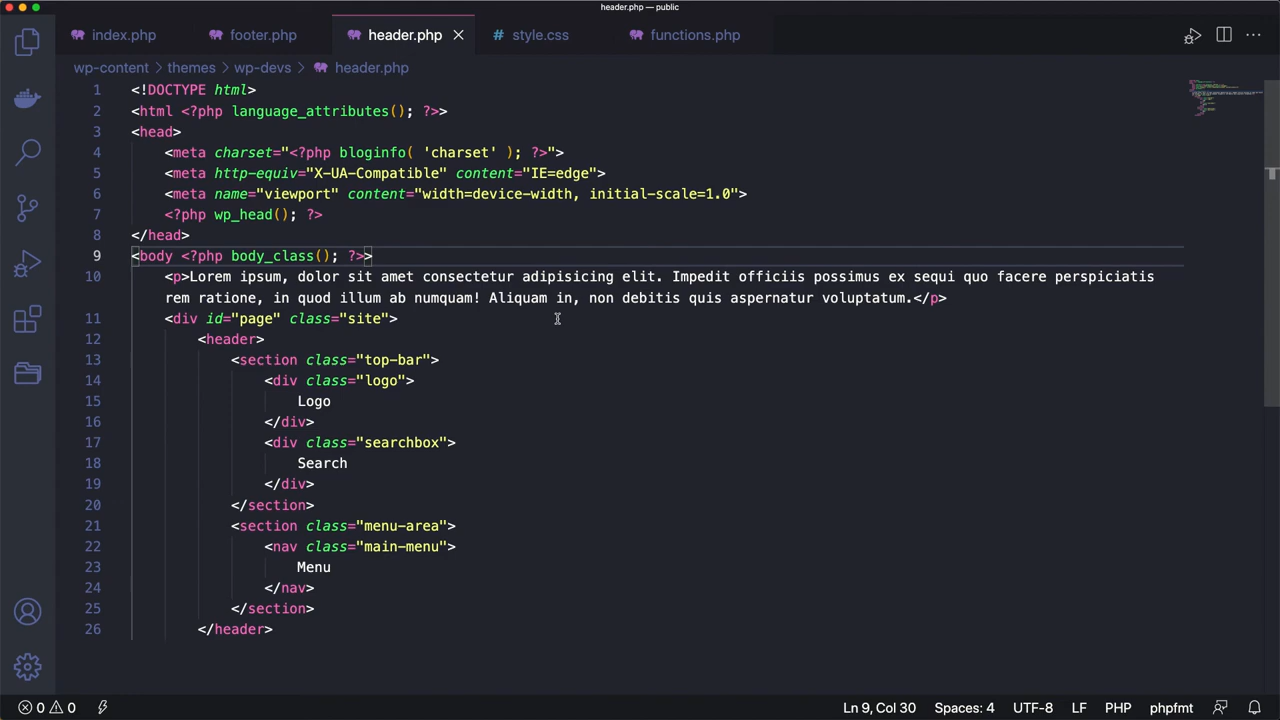 header.php — public
index.php
footer.php
header.php
style.css
functions.php
wp-content > themes > wp-devs > header.php
1 <!DOCTYPE html>
2 <html <?php language_attributes(); ?>>
3 <head>
4 <meta charset="<?php bloginfo( 'charset' ); ?>">
5 <meta http-equiv="X-UA-Compatible" content="IE=edge">
6 <meta name="viewport" content="width=device-width, initial-scale=1.0">
7 <?php wp_head(); ?>
8 </head>
9 <body <?php body_class(); ?>>
10 <p>Lorem ipsum, dolor sit amet consectetur adipisicing elit. Impedit officiis possimus ex sequi quo facere perspiciatis
rem ratione, in quod illum ab numquam! Aliquam in, non debitis quis aspernatur voluptatum.</p>
11 <div id="page" class="site">
12 <header>
13 <section class="top-bar">
14 <div class="logo">
15 Logo
16 </div>
17 <div class="searchbox">
18 Search
19 </div>
20 </section>
21 <section class="menu-area">
22 <nav class="main-menu">
23 Menu
24 </nav>
25 </section>
26 </header>
0 0 Ln 9, Col 30 Spaces: 4 UTF-8 LF PHP phpfmt